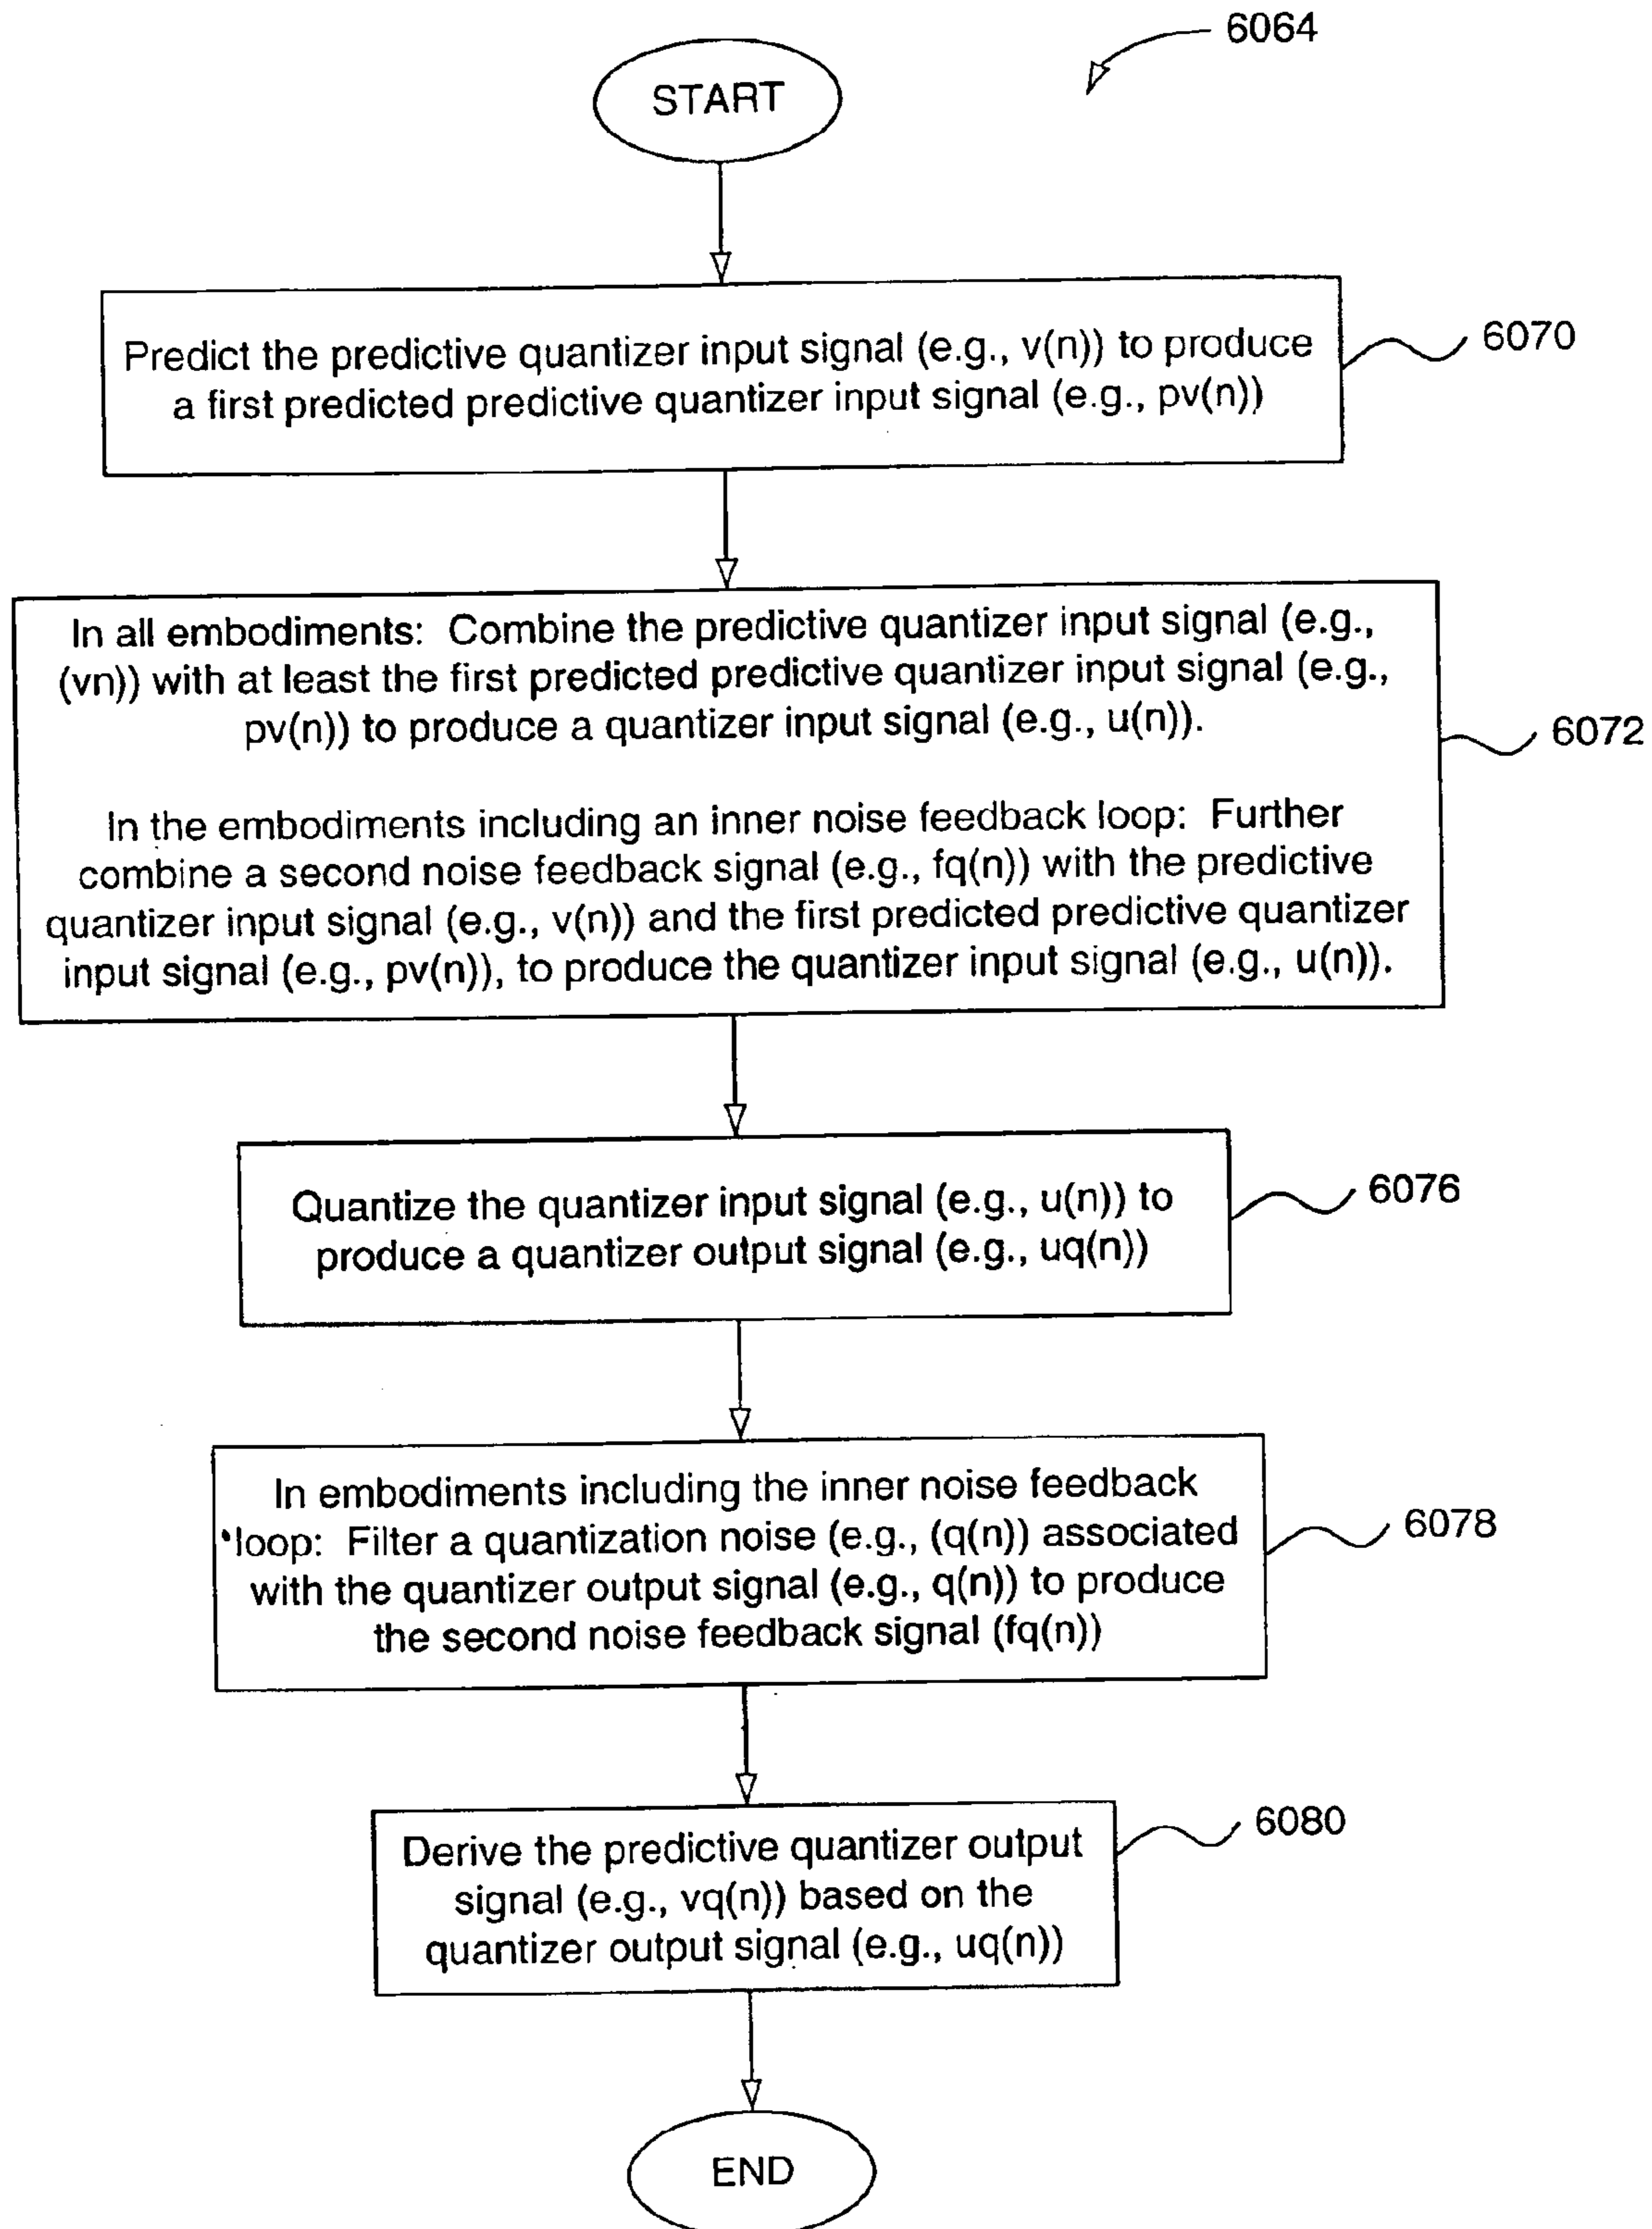 6064
START
Predict the predictive quantizer input signal (e.g., v(n)) to produce
a first predicted predictive quantizer input signal (e.g., pv(n))
6070
In all embodiments: Combine the predictive quantizer input signal (e.g.,
(vn)) with at least the first predicted predictive quantizer input signal (e.g.,
pv(n)) to produce a quantizer input signal (e.g., u(n)).
In the embodiments including an inner noise feedback loop: Further
combine a second noise feedback signal (e.g., fq(n)) with the predictive
quantizer input signal (e.g., v(n)) and the first predicted predictive quantizer
input signal (e.g., pv(n)), to produce the quantizer input signal (e.g., u(n)).
6072
Quantize the quantizer input signal (e.g., u(n)) to
produce a quantizer output signal (e.g., uq(n))
6076
In embodiments including the inner noise feedback
loop: Filter a quantization noise (e.g., (q(n)) associated
with the quantizer output signal (e.g., q(n)) to produce
the second noise feedback signal (fq(n))
6078
Derive the predictive quantizer output
signal (e.g., vq(n)) based on the
quantizer output signal (e.g., uq(n))
6080
END